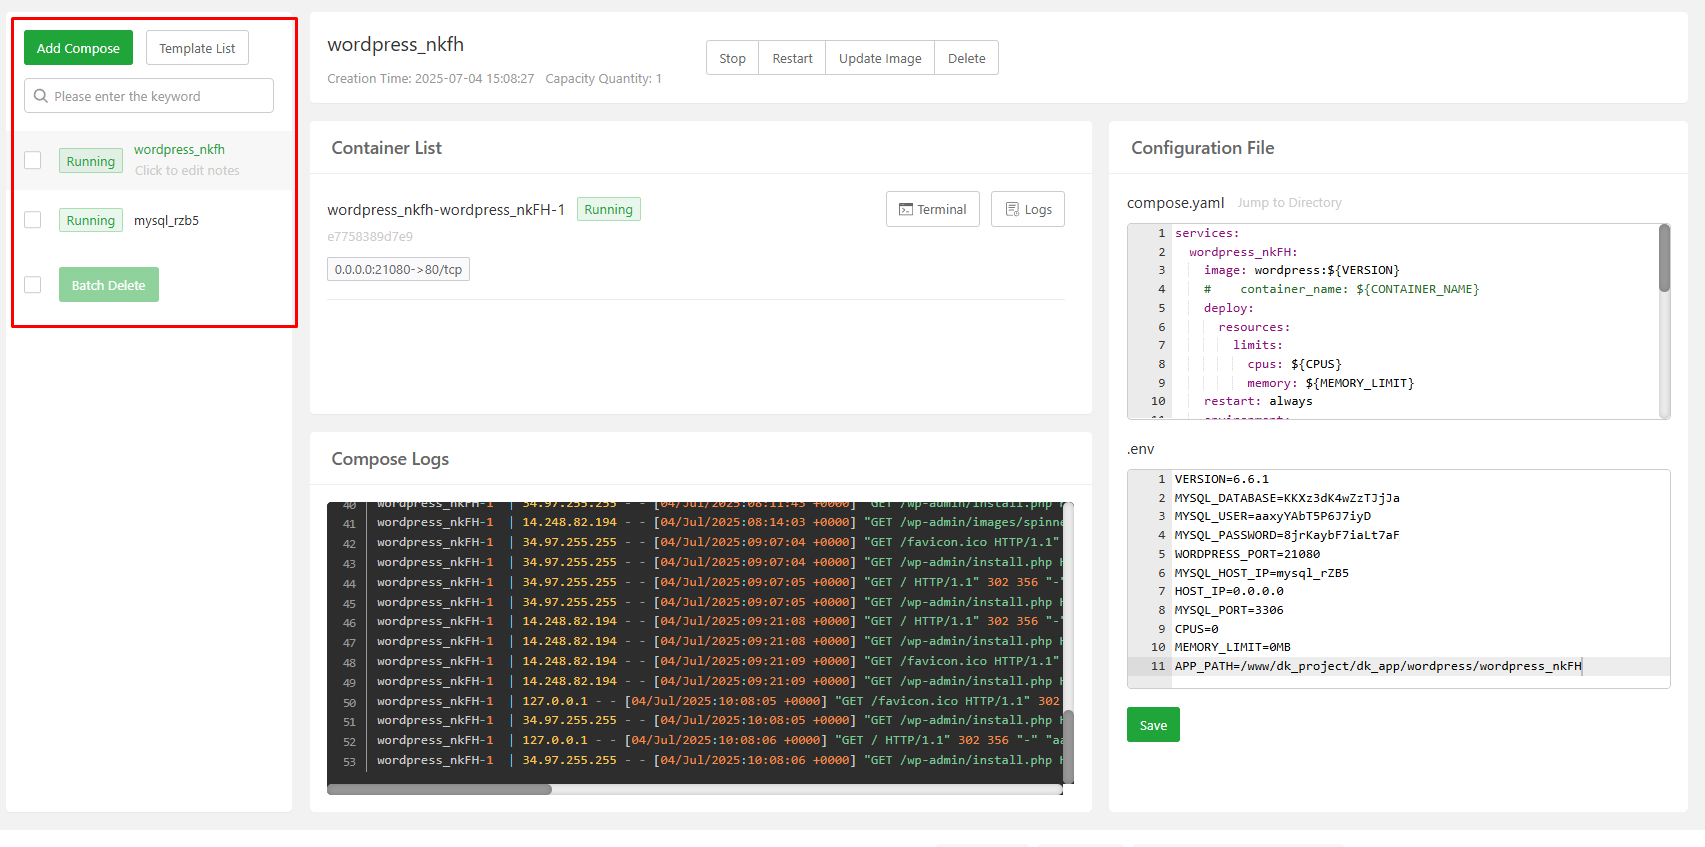 Add Compose
Template List
Please enter the keyword
Running
wordpress_nkfh
Click to edit notes
Running
mysql_rzb5
Batch Delete
wordpress_nkfh
Creation Time: 2025-07-04 15:08:27 Capacity Quantity: 1
Stop
Restart
Update Image
Delete
Container List
wordpress_nkfh-wordpress_nkFH-1
Running
Terminal
Logs
e7758389d7e9
0.0.0.0:21080->80/tcp
Compose Logs
40 wordpress_nkFH-1 | 34.97.255.255 - - [04/Jul/2025:08:11:43 +0000] "GET /wp-admin/install.php H
41 wordpress_nkFH-1 | 14.248.82.194 - - [04/Jul/2025:08:14:03 +0000] "GET /wp-admin/images/spinne
42 wordpress_nkFH-1 | 34.97.255.255 - - [04/Jul/2025:09:07:04 +0000] "GET /favicon.ico HTTP/1.1"
43 wordpress_nkFH-1 | 34.97.255.255 - - [04/Jul/2025:09:07:04 +0000] "GET /wp-admin/install.php H
44 wordpress_nkFH-1 | 34.97.255.255 - - [04/Jul/2025:09:07:05 +0000] "GET / HTTP/1.1" 302 356 "-"
45 wordpress_nkFH-1 | 34.97.255.255 - - [04/Jul/2025:09:07:05 +0000] "GET /wp-admin/install.php H
46 wordpress_nkFH-1 | 14.248.82.194 - - [04/Jul/2025:09:21:08 +0000] "GET / HTTP/1.1" 302 356 "-"
47 wordpress_nkFH-1 | 14.248.82.194 - - [04/Jul/2025:09:21:08 +0000] "GET /wp-admin/install.php H
48 wordpress_nkFH-1 | 14.248.82.194 - - [04/Jul/2025:09:21:09 +0000] "GET /favicon.ico HTTP/1.1"
49 wordpress_nkFH-1 | 14.248.82.194 - - [04/Jul/2025:09:21:09 +0000] "GET /wp-admin/install.php H
50 wordpress_nkFH-1 | 127.0.0.1 - - [04/Jul/2025:10:08:05 +0000] "GET /favicon.ico HTTP/1.1" 302
51 wordpress_nkFH-1 | 34.97.255.255 - - [04/Jul/2025:10:08:05 +0000] "GET /wp-admin/install.php H
52 wordpress_nkFH-1 | 127.0.0.1 - - [04/Jul/2025:10:08:06 +0000] "GET / HTTP/1.1" 302 356 "-" "aa
53 wordpress_nkFH-1 | 34.97.255.255 - - [04/Jul/2025:10:08:06 +0000] "GET /wp-admin/install.php H
Configuration File
compose.yaml Jump to Directory
1 services:
2 wordpress_nkFH:
3 image: wordpress:${VERSION}
4 # container_name: ${CONTAINER_NAME}
5 deploy:
6 resources:
7 limits:
8 cpus: ${CPUS}
9 memory: ${MEMORY_LIMIT}
10 restart: always
11 environment:
.env
1 VERSION=6.6.1
2 MYSQL_DATABASE=KKXz3dK4wZzTJjJa
3 MYSQL_USER=aaxyYAbT5P6J7iyD
4 MYSQL_PASSWORD=8jrKaybF7iaLt7aF
5 WORDPRESS_PORT=21080
6 MYSQL_HOST_IP=mysql_rZB5
7 HOST_IP=0.0.0.0
8 MYSQL_PORT=3306
9 CPUS=0
10 MEMORY_LIMIT=0MB
11 APP_PATH=/www/dk_project/dk_app/wordpress/wordpress_nkFH
Save